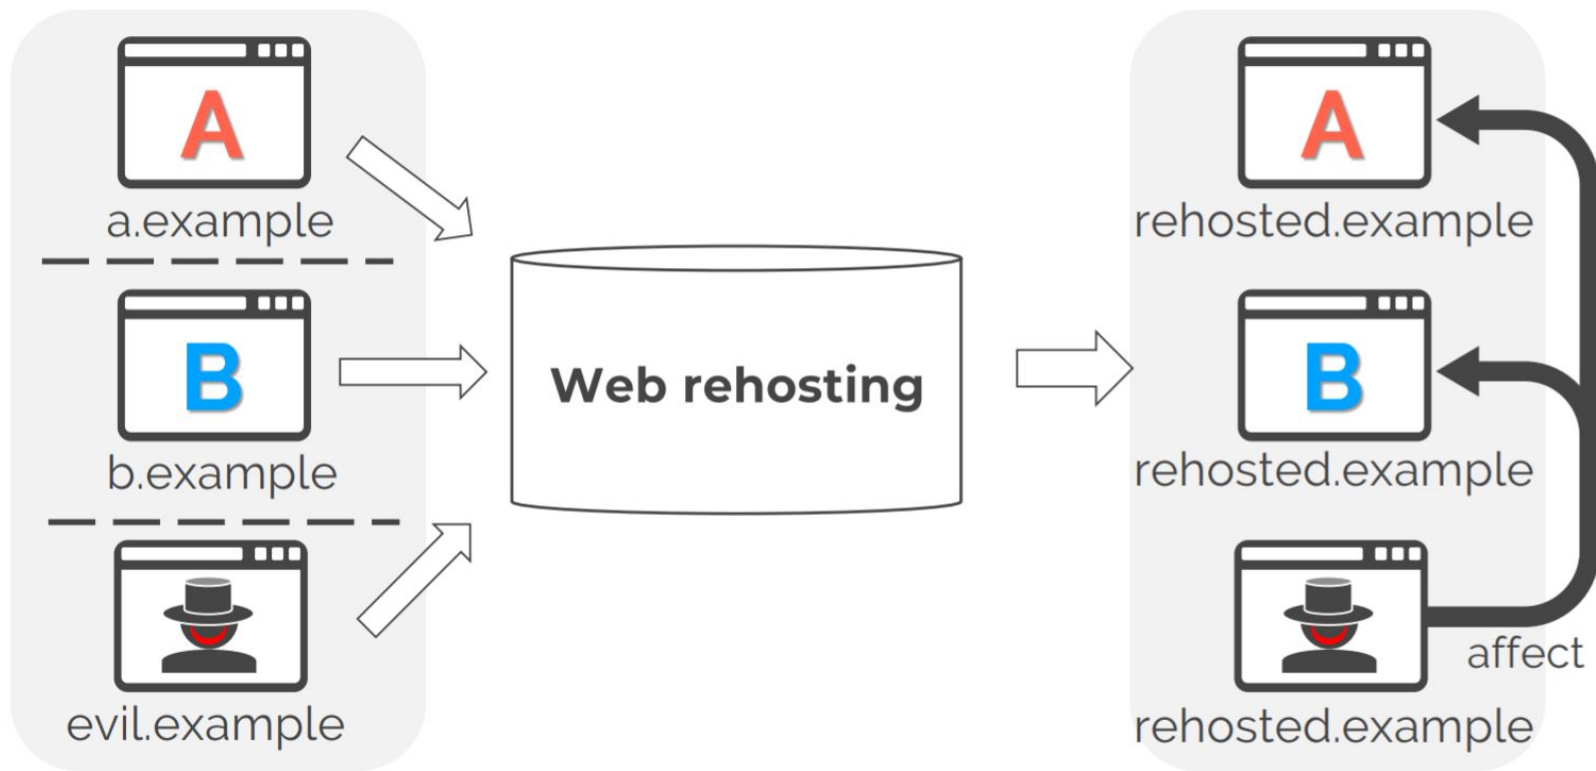 A
a.example
B
b.example
evil.example
Web rehosting
A
rehosted.example
B
rehosted.example
affect
rehosted.example